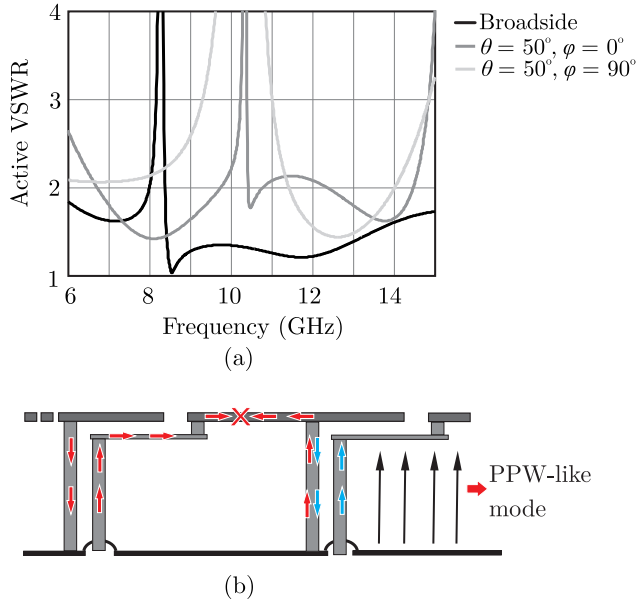 4
3
2
1
Active VSWR
6 8 10 12 14
Frequency (GHz)
Broadside
θ = 50°, φ = 0°
θ = 50°, φ = 90°
(a)
PPW-like
mode
(b)